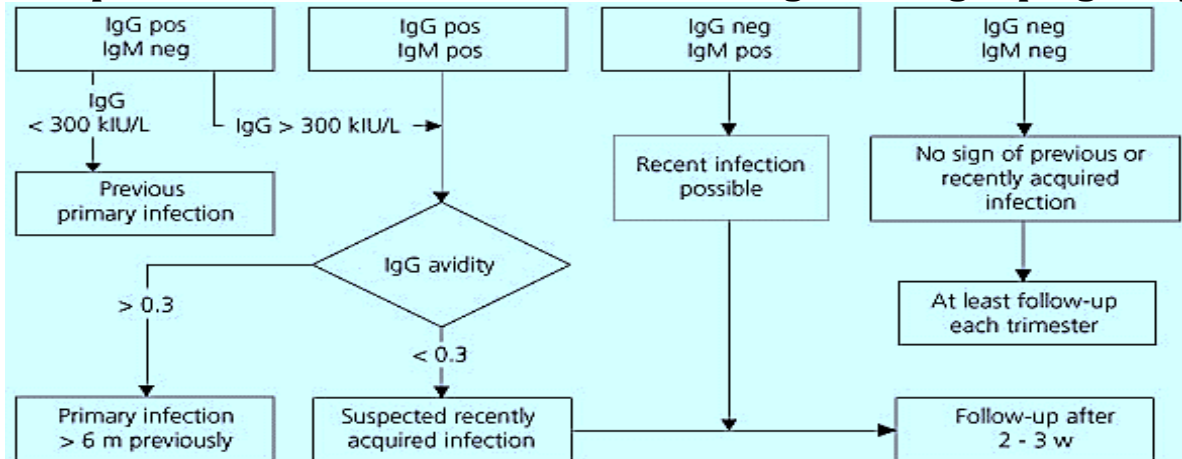 IgG pos
IgM neg
IgG pos
IgM pos
IgG neg
IgM pos
IgG neg
IgM neg
IgG
< 300 kIU/L
IgG > 300 kIU/L
Previous
primary infection
Recent infection
possible
No sign of previous or
recently acquired
infection
IgG avidity
> 0.3
< 0.3
At least follow-up
each trimester
Primary infection
> 6 m previously
Suspected recently
acquired infection
Follow-up after
2 - 3 w